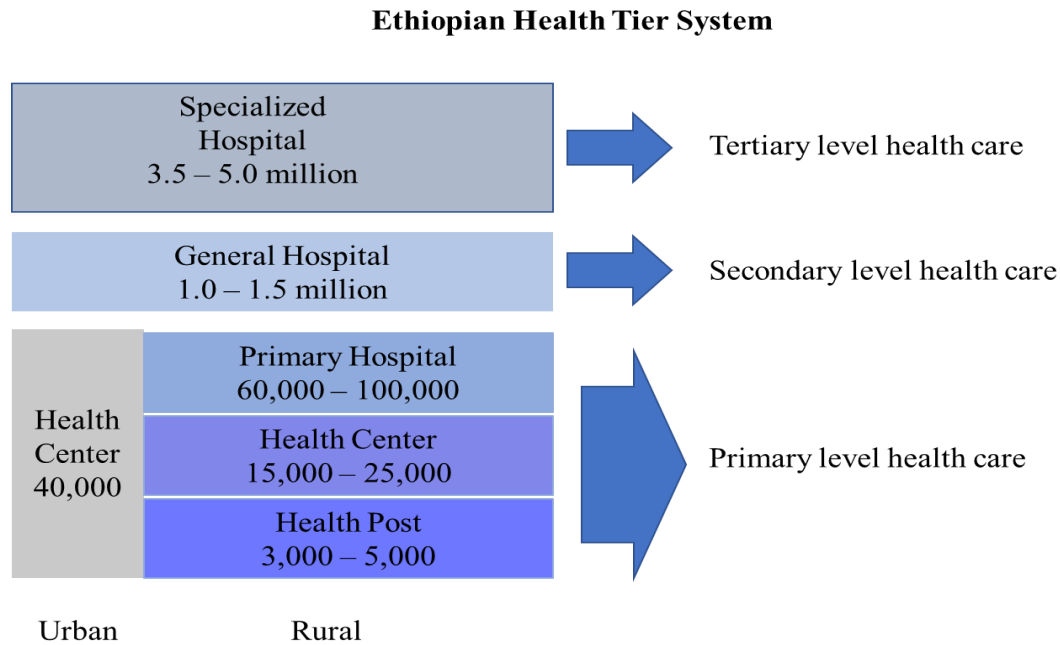 Ethiopian Health Tier System
Specialized
Hospital
3.5 – 5.0 million
Tertiary level health care
General Hospital
1.0 – 1.5 million
Secondary level health care
Health
Center
40,000
Primary Hospital
60,000 – 100,000
Health Center
15,000 – 25,000
Health Post
3,000 – 5,000
Primary level health care
Urban
Rural